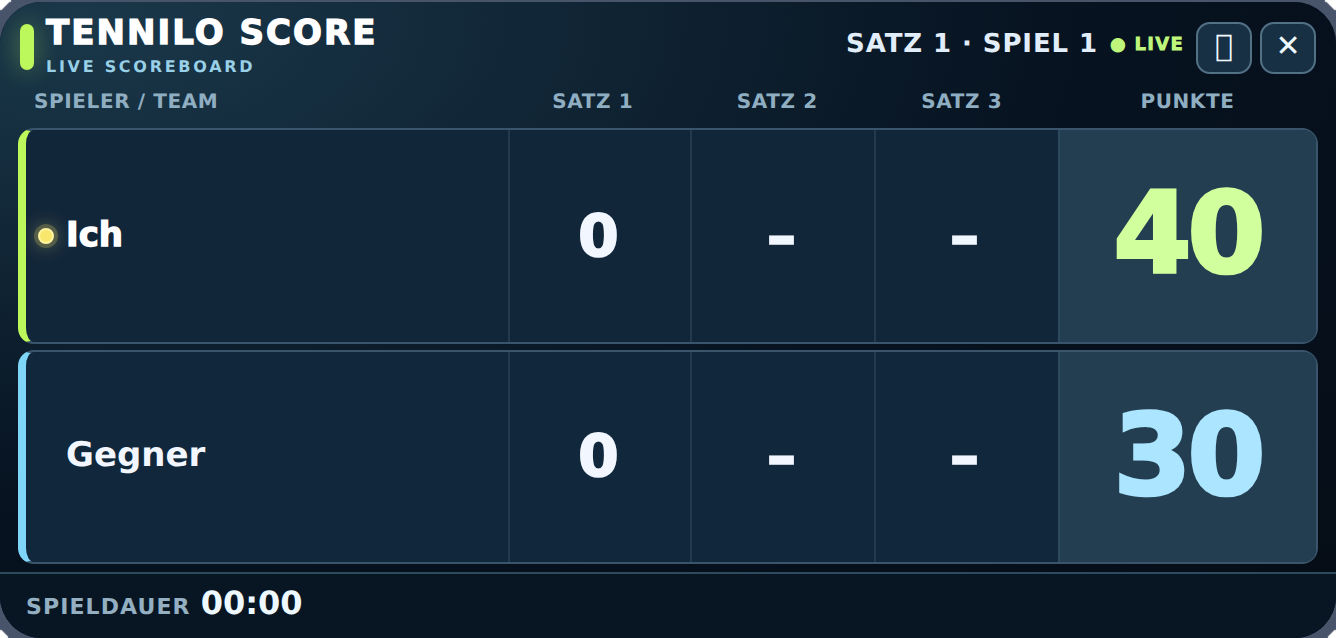 TENNILO SCORE
LIVE SCOREBOARD
SATZ 1 · SPIEL 1 ● LIVE ✕
SPIELER / TEAM SATZ 1 SATZ 2 SATZ 3 PUNKTE
Ich 0 – – 40
Gegner 0 – – 30
SPIELDAUER 00:00